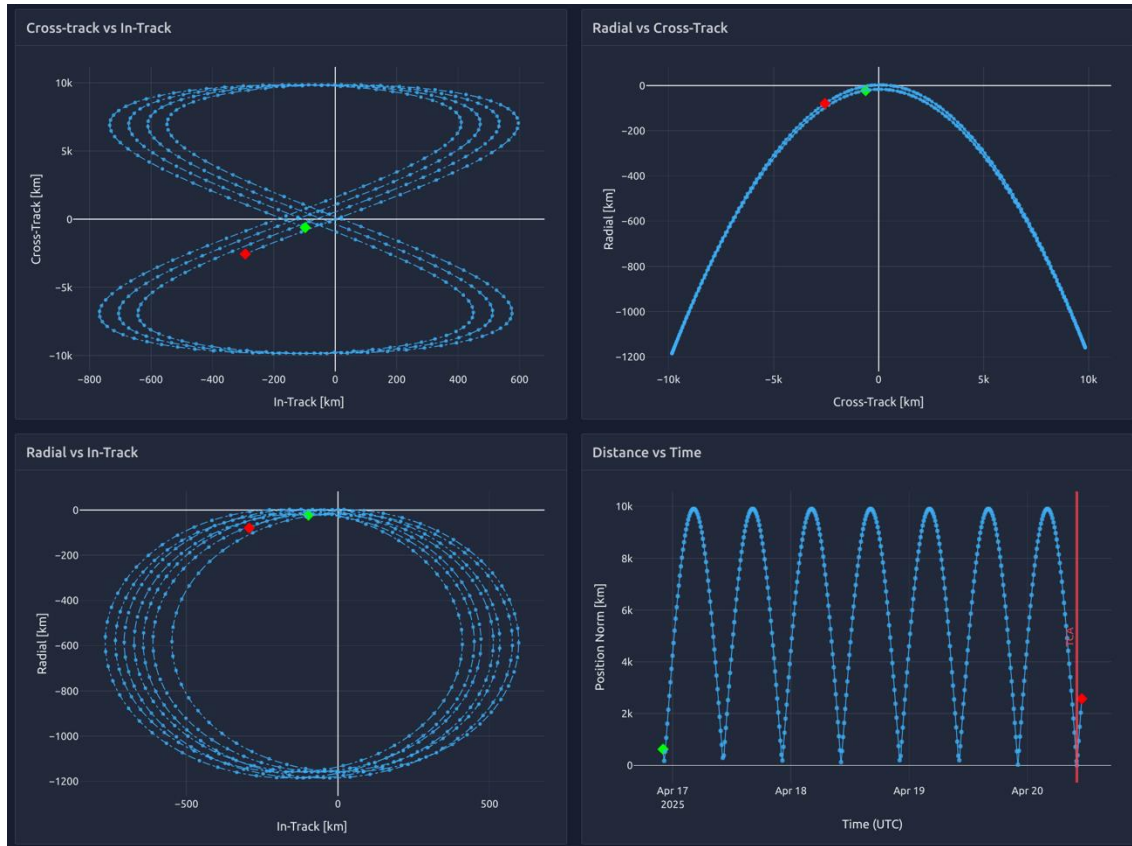 Cross-track vs In-Track
10k
5k
0
−5k
−10k
−800
−600
−400
−200
0
200
400
600
Cross-Track [km]
In-Track [km]
Radial vs Cross-Track
0
−200
−400
−600
−800
−1000
−1200
−10k
−5k
0
5k
10k
Radial [km]
Cross-Track [km]
Radial vs In-Track
0
−200
−400
−600
−800
−1000
−1200
−500
0
500
Radial [km]
In-Track [km]
Distance vs Time
10k
8k
6k
4k
2k
0
Apr 17
2025
Apr 18
Apr 19
Apr 20
Position Norm [km]
Time (UTC)
TCA